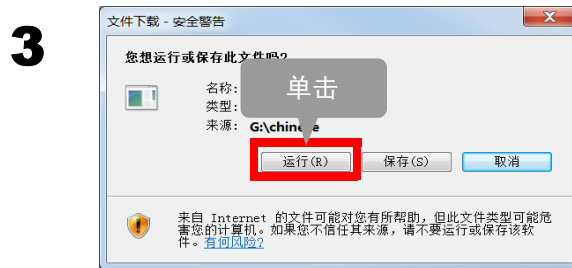 3
文件下载 - 安全警告
您想运行或保存此文件吗?
名称:
单击
类型:
来源: G:\chinese
运行(R) 保存(S) 取消
来自 Internet 的文件可能对您有所帮助，但此文件类型可能危
害您的计算机。如果您不信任其来源，请不要运行或保存该软
件。有何风险?